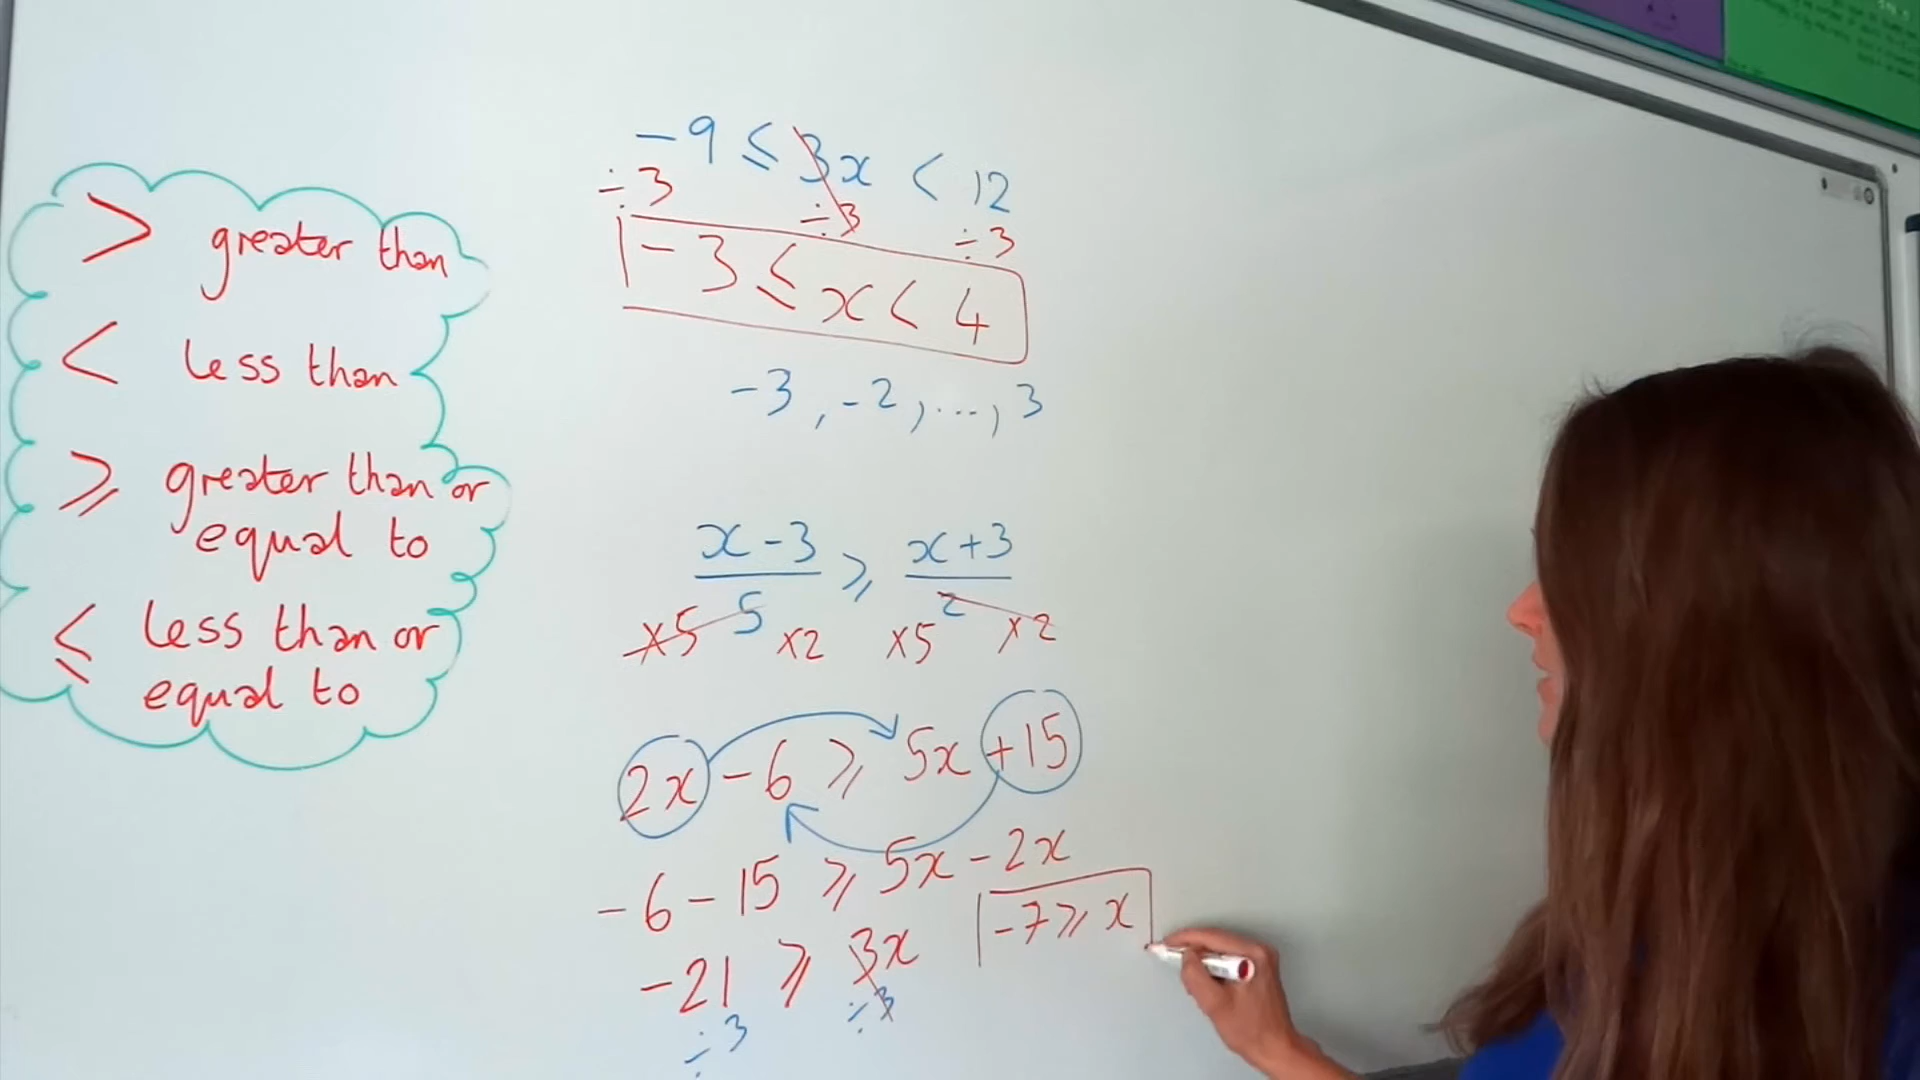 > greater than
< less than
⩾ greater than or
equal to
⩽ less than or
equal to
-9 ≤ 3x < 12
÷3 ÷3 ÷3
-3 ≤ x < 4
-3, -2, ..., 3
x-3 ⩾ x+3
5 2
×5 ×2 ×5 ×2
2x -6 ⩾ 5x +15
-6-15 ⩾ 5x-2x
-21 ⩾ 3x
÷3 ÷3
-7 ⩾ x